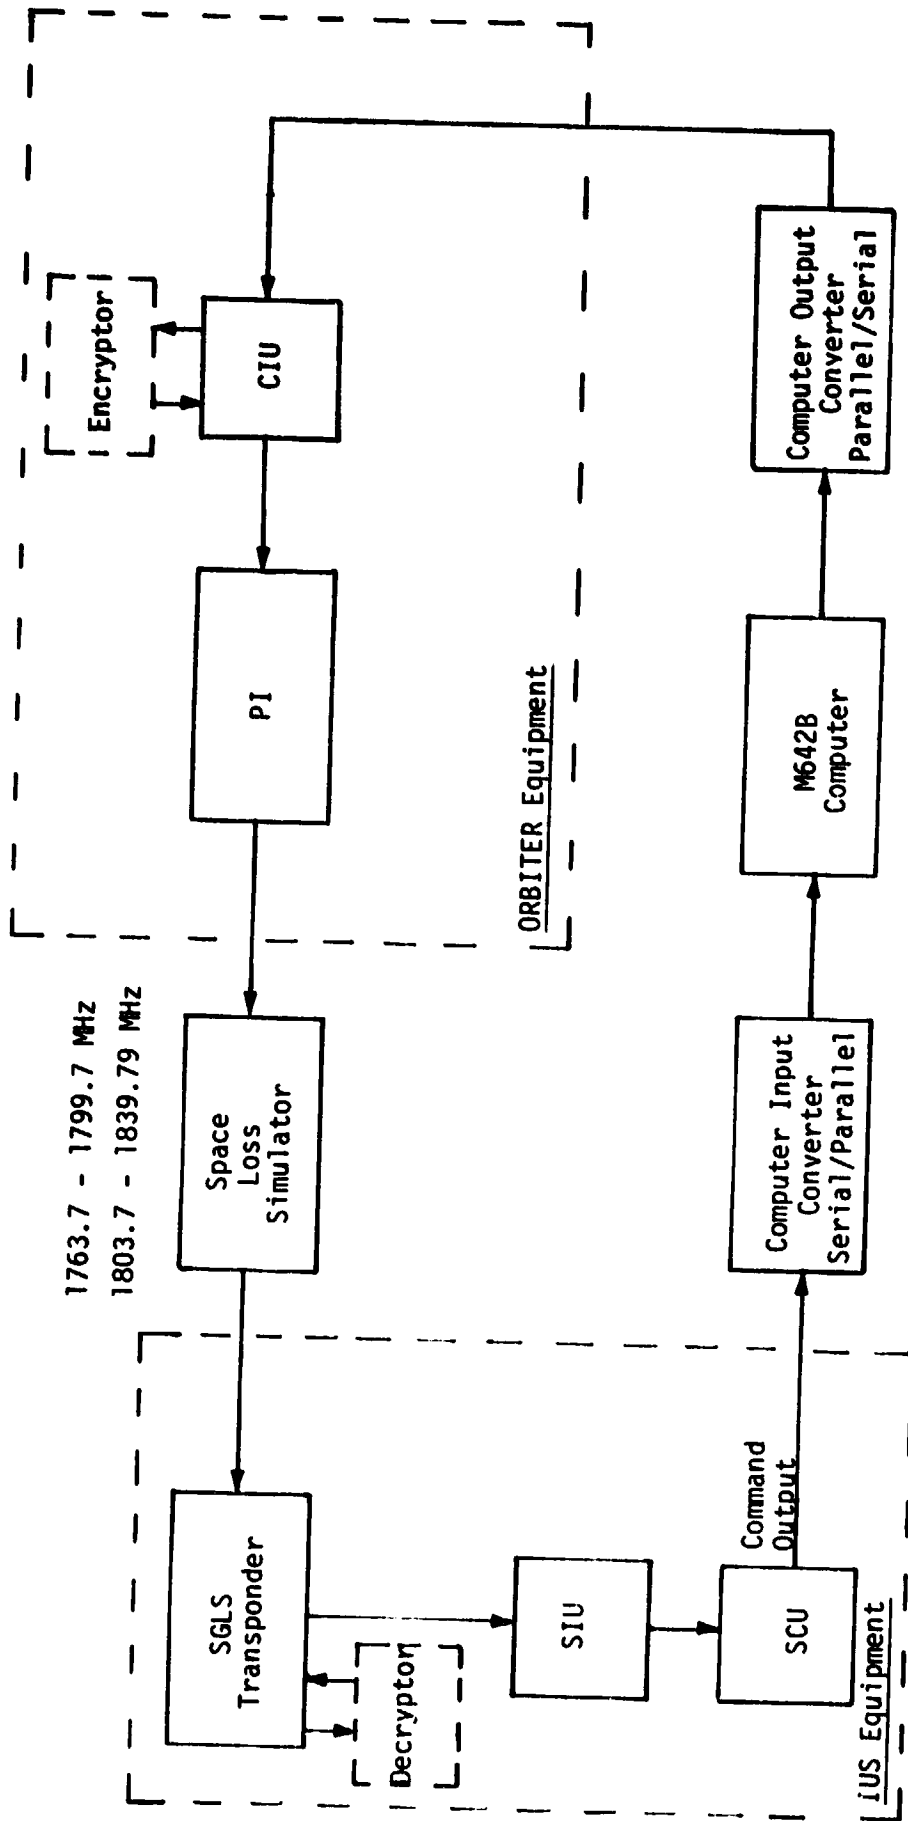 1763.7 - 1799.7 MHz
1803.7 - 1839.79 MHz
SGLS
Transponder
Decryptor
Space
Loss
Simulator
PI
CIU
Encryptor
SIU
SCU
Command
Output
IUS Equipment
ORBITER Equipment
Computer Input
Converter
Serial/Parallel
M642B
Computer
Computer Output
Converter
Parallel/Serial